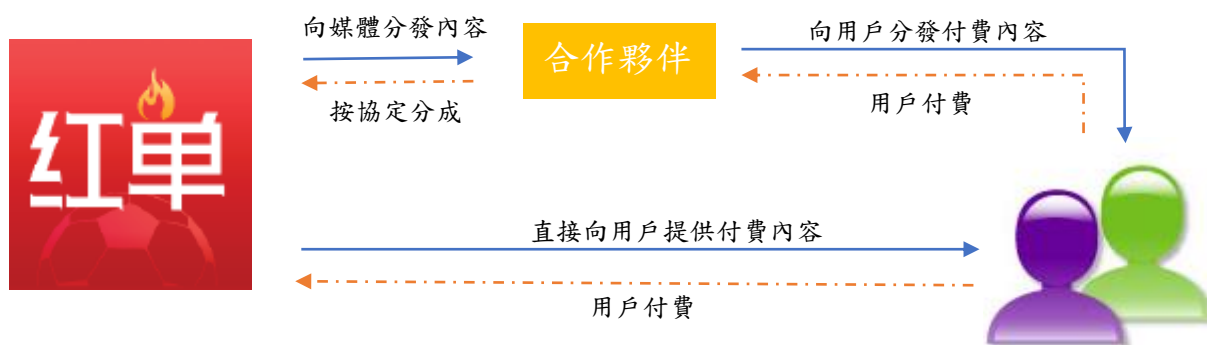 向媒體分發內容
合作夥伴
向用戶分發付費內容
按協定分成
用戶付費
红单
直接向用戶提供付費內容
用戶付費